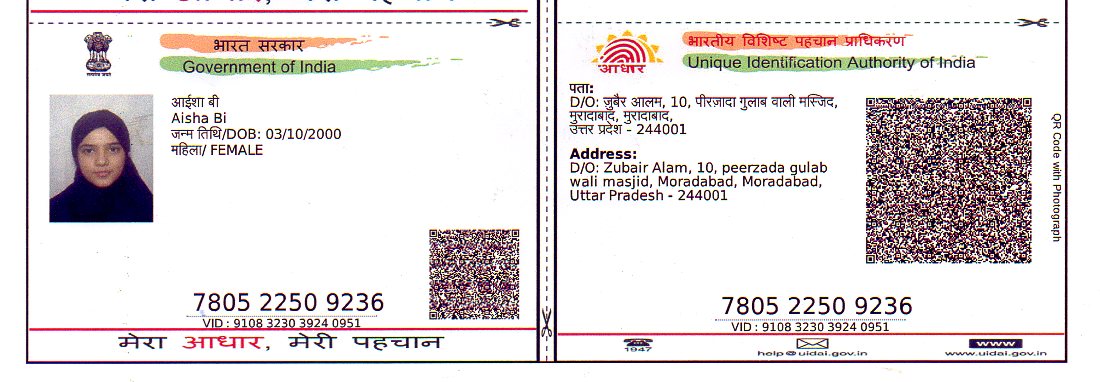 भारत सरकार
Government of India
आईशा बी
Aisha Bi
जन्म तिथि/DOB: 03/10/2000
महिला/ FEMALE
7805 2250 9236
VID : 9108 3230 3924 0951
मेरा आधार, मेरी पहचान
आधार
भारतीय विशिष्ट पहचान प्राधिकरण
Unique Identification Authority of India
पता:
D/O: जुबैर आलम, 10, पीरज़ादा गुलाब वाली मस्जिद,
मुरादाबाद, मुरादाबाद,
उत्तर प्रदेश - 244001
Address:
D/O: Zubair Alam, 10, peerzada gulab
wali masjid, Moradabad, Moradabad,
Uttar Pradesh - 244001
QR Code with Photograph
7805 2250 9236
VID : 9108 3230 3924 0951
1947
help@uidai.gov.in
www
www.uidai.gov.in